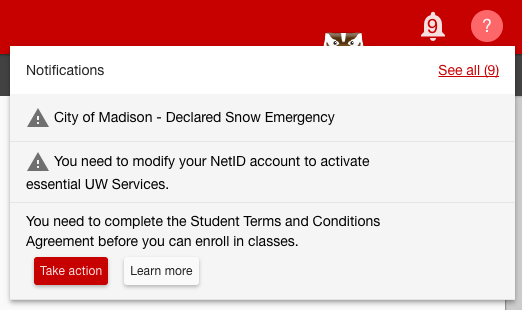 9
?
Notifications
See all (9)
City of Madison - Declared Snow Emergency
You need to modify your NetID account to activate
essential UW Services.
You need to complete the Student Terms and Conditions
Agreement before you can enroll in classes.
Take action
Learn more